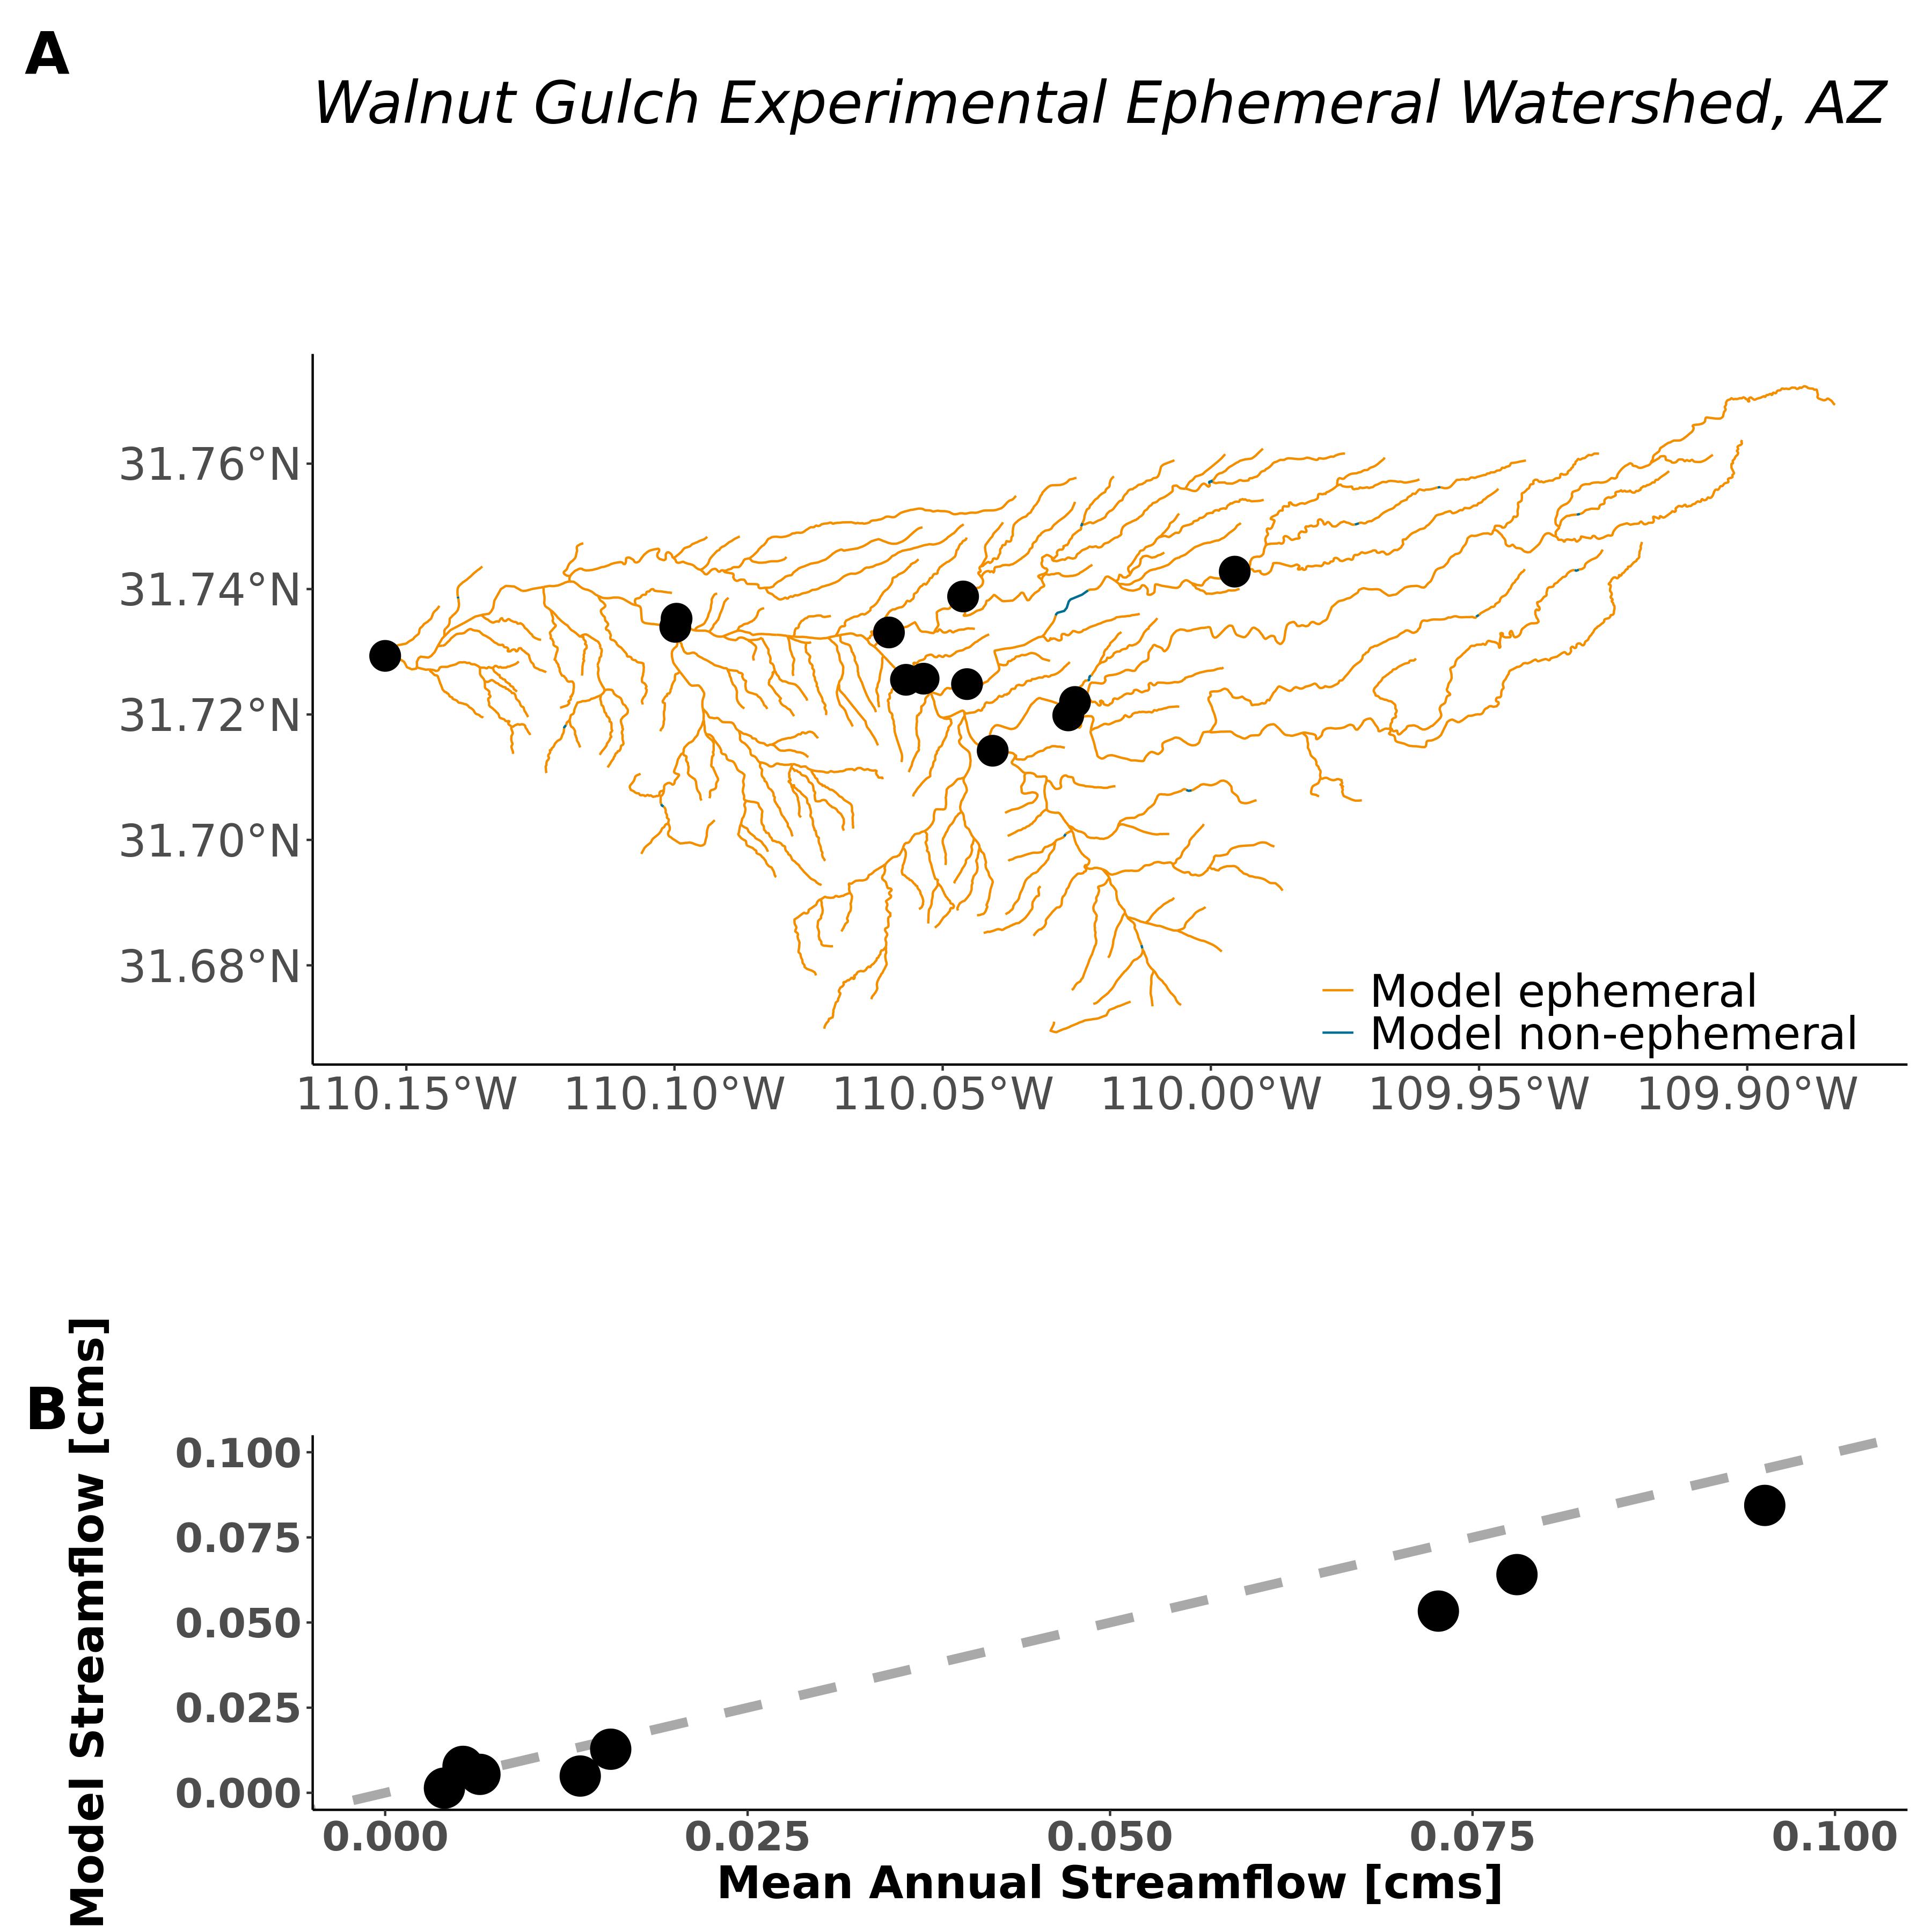 A
Walnut Gulch Experimental Ephemeral Watershed, AZ
31.76°N
31.74°N
31.72°N
31.70°N
31.68°N
Model ephemeral
Model non-ephemeral
110.15°W 110.10°W 110.05°W 110.00°W 109.95°W 109.90°W
B
Model Streamflow [cms]
0.100
0.075
0.050
0.025
0.000
0.000 0.025 0.050 0.075 0.100
Mean Annual Streamflow [cms]